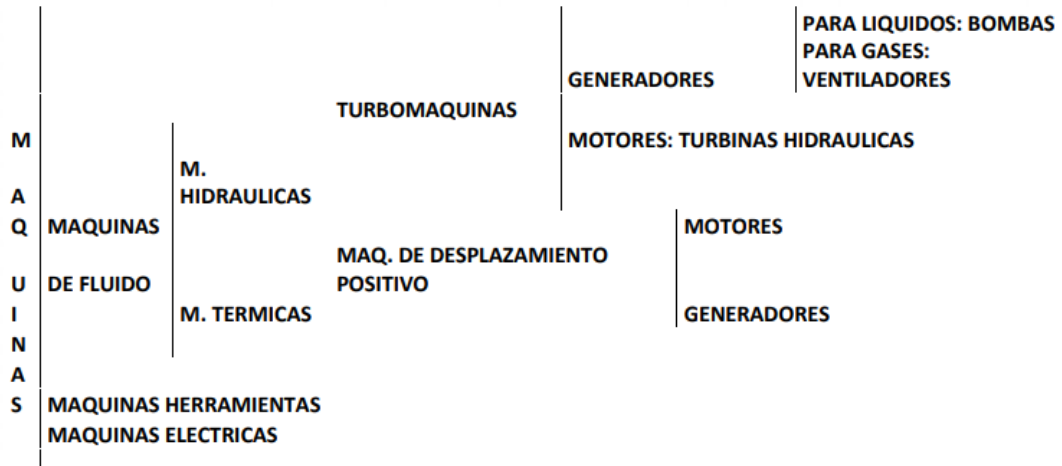 PARA LIQUIDOS: BOMBAS
PARA GASES:
GENERADORES
VENTILADORES
TURBOMAQUINAS
M
MOTORES: TURBINAS HIDRAULICAS
M.
A
HIDRAULICAS
Q
MAQUINAS
MOTORES
MAQ. DE DESPLAZAMIENTO
U
DE FLUIDO
POSITIVO
I
M. TERMICAS
GENERADORES
N
A
S
MAQUINAS HERRAMIENTAS
MAQUINAS ELECTRICAS